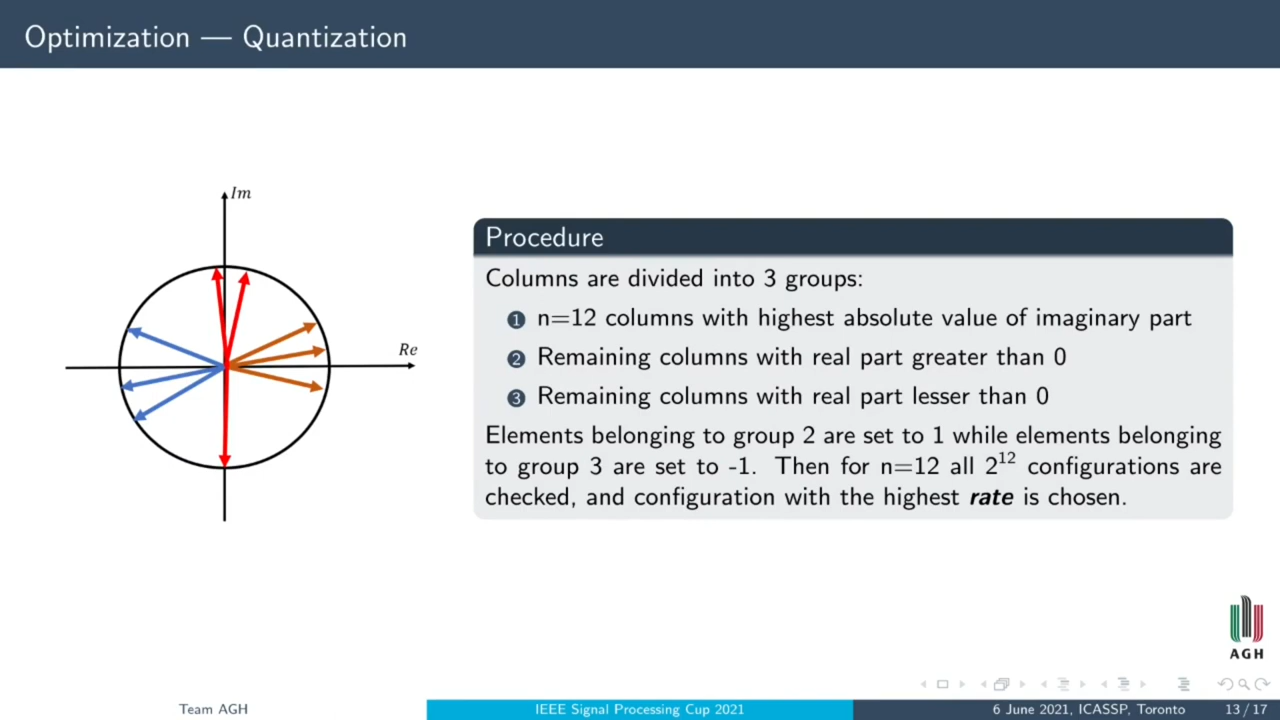 Optimization — Quantization
Im
Re
Procedure
Columns are divided into 3 groups:
1 n=12 columns with highest absolute value of imaginary part
2 Remaining columns with real part greater than 0
3 Remaining columns with real part lesser than 0
Elements belonging to group 2 are set to 1 while elements belonging
to group 3 are set to -1. Then for n=12 all 2¹² configurations are
checked, and configuration with the highest rate is chosen.
AGH
Team AGH
IEEE Signal Processing Cup 2021
6 June 2021, ICASSP, Toronto
13 / 17